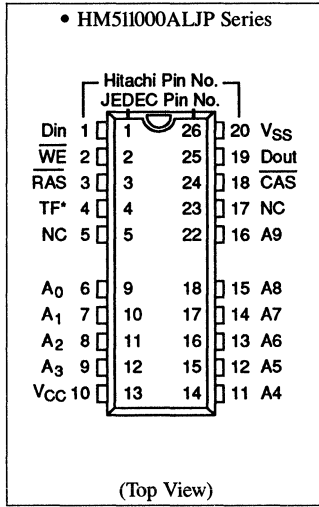 • HM511000ALJP Series
Hitachi Pin No.
JEDEC Pin No.
Din 1 1 26 20 VSS
WE 2 2 25 19 Dout
RAS 3 3 24 18 CAS
TF* 4 4 23 17 NC
NC 5 5 22 16 A9
A0 6 9 18 15 A8
A1 7 10 17 14 A7
A2 8 11 16 13 A6
A3 9 12 15 12 A5
VCC 10 13 14 11 A4
(Top View)